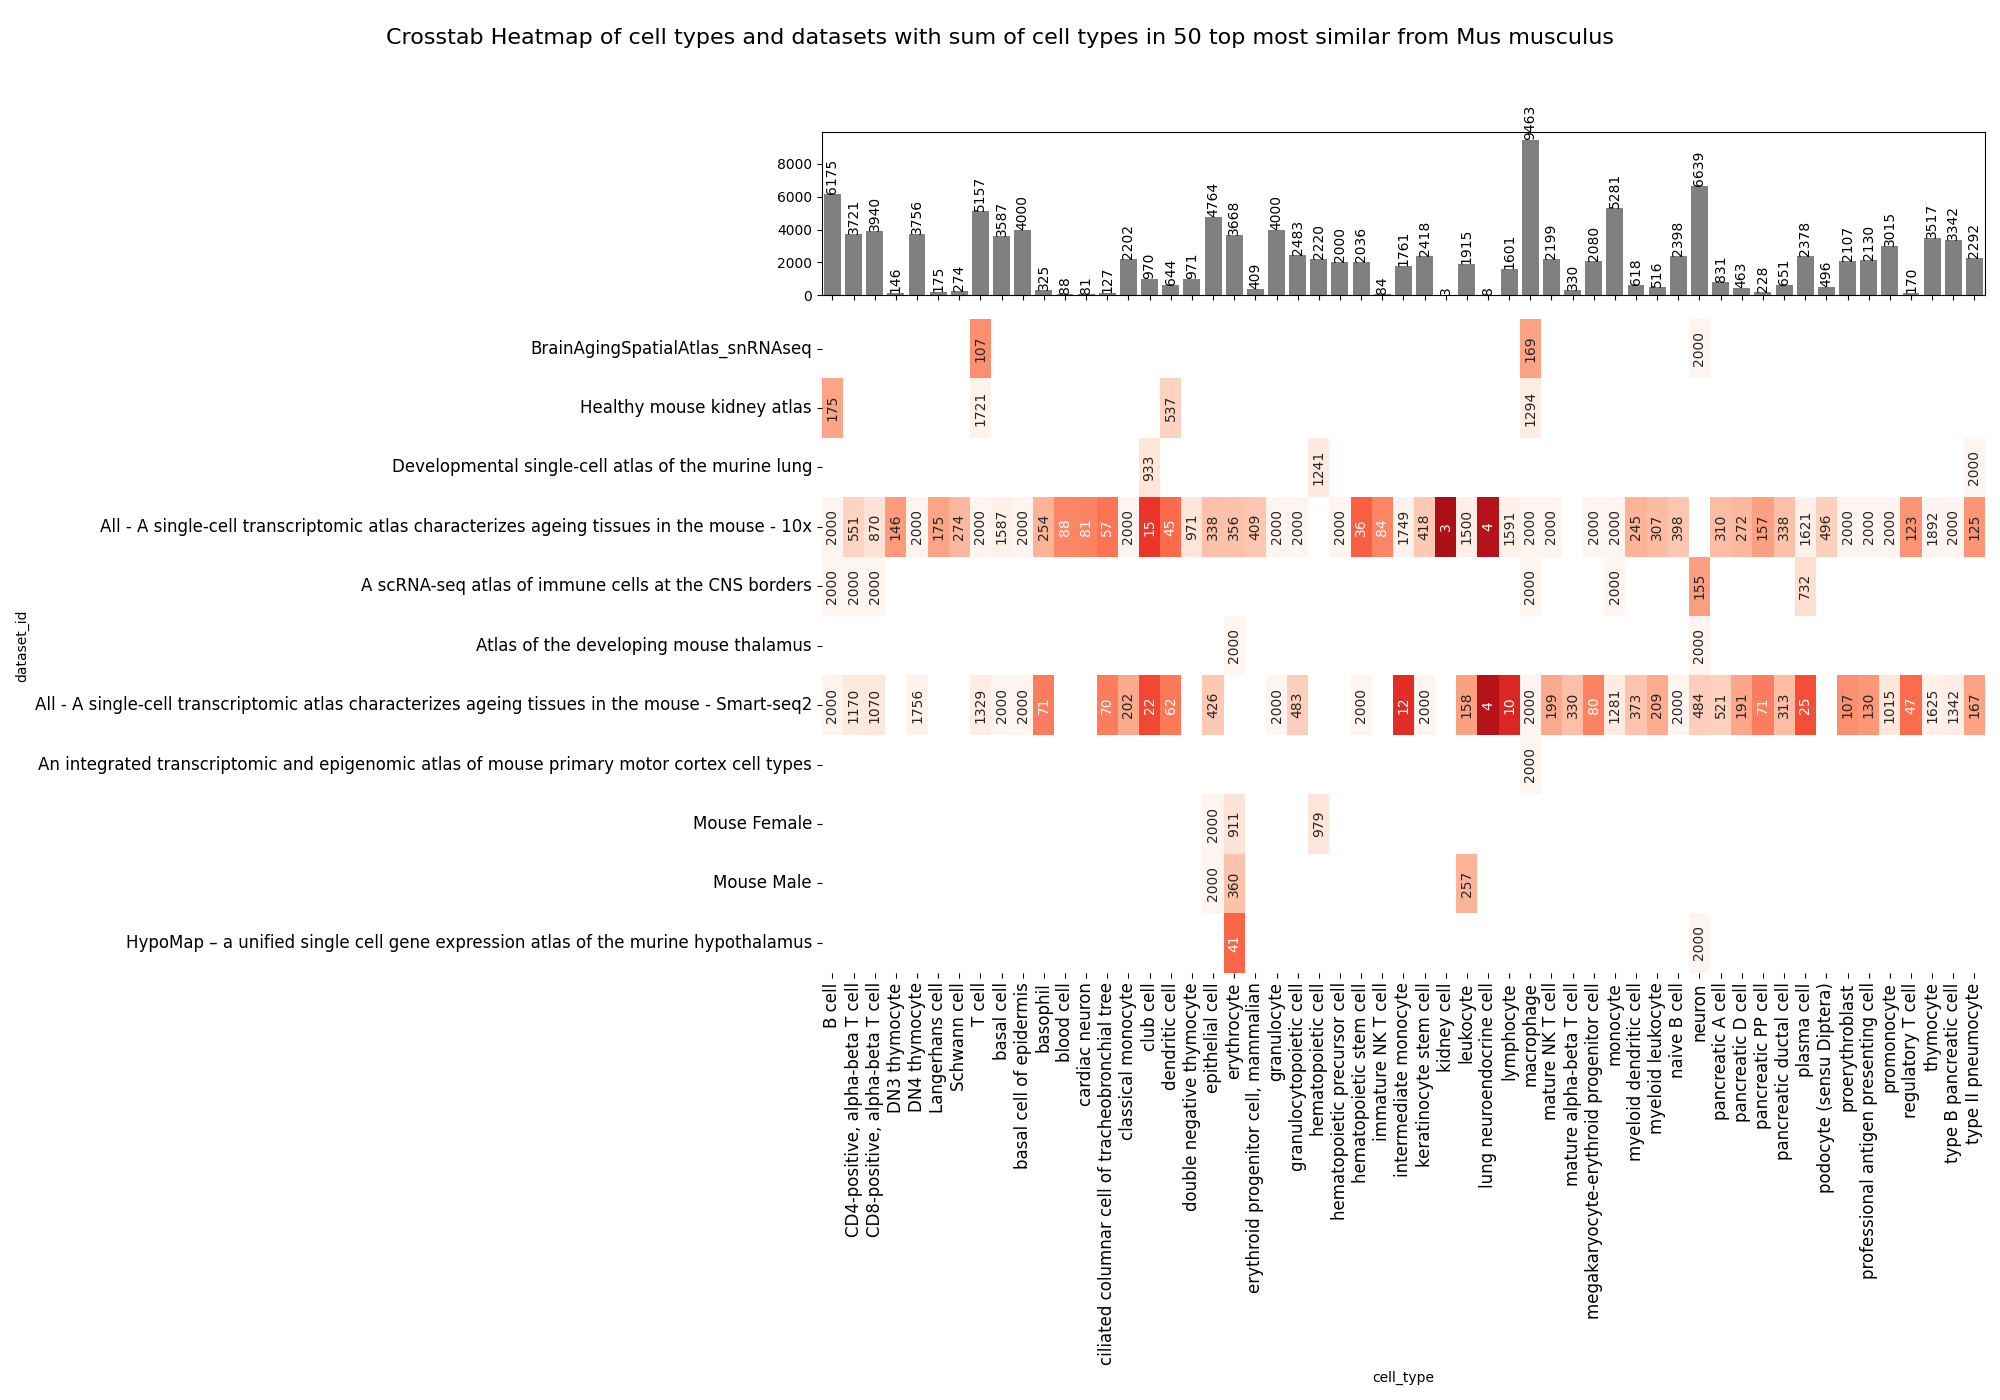 Crosstab Heatmap of cell types and datasets with sum of cell types in 50 top most similar from Mus musculus
8000
6000
4000
2000
0
6175 3721 3940 146 3756 175 274 5157 3587 4000 325 88 81 127 2202 970 644 971 4764 3668 409 4000 2483 2220 2000 2036 84 1761 2418 3 1915 8 1601 9463 2199 330 2080 5281 618 516 2398 6639 831 463 228 651 2378 496 2107 2130 3015 170 3517 3342 2292
dataset_id
BrainAgingSpatialAtlas_snRNAseq 107 169 2000
Healthy mouse kidney atlas 175 1721 537 1294
Developmental single-cell atlas of the murine lung 933 1241 2000
All - A single-cell transcriptomic atlas characterizes ageing tissues in the mouse - 10x 2000 551 870 146 2000 175 274 2000 1587 2000 254 88 81 57 2000 15 45 971 338 356 409 2000 2000 2000 36 84 1749 418 3 1500 4 1591 2000 2000 2000 2000 245 307 398 310 272 157 338 1621 496 2000 2000 2000 123 1892 2000 125
A scRNA-seq atlas of immune cells at the CNS borders 2000 2000 2000 2000 2000 155 732
Atlas of the developing mouse thalamus 2000 2000
All - A single-cell transcriptomic atlas characterizes ageing tissues in the mouse - Smart-seq2 2000 1170 1070 1756 1329 2000 2000 71 70 202 22 62 426 2000 483 2000 12 2000 158 4 10 2000 199 330 80 1281 373 209 2000 484 521 191 71 313 25 107 130 1015 47 1625 1342 167
An integrated transcriptomic and epigenomic atlas of mouse primary motor cortex cell types 2000
Mouse Female 2000 911 979
Mouse Male 2000 360 257
HypoMap – a unified single cell gene expression atlas of the murine hypothalamus 41 2000
B cell
CD4-positive, alpha-beta T cell
CD8-positive, alpha-beta T cell
DN3 thymocyte
DN4 thymocyte
Langerhans cell
Schwann cell
T cell
basal cell
basal cell of epidermis
basophil
blood cell
cardiac neuron
ciliated columnar cell of tracheobronchial tree
classical monocyte
club cell
dendritic cell
double negative thymocyte
epithelial cell
erythrocyte
erythroid progenitor cell, mammalian
granulocyte
granulocytopoietic cell
hematopoietic cell
hematopoietic precursor cell
hematopoietic stem cell
immature NK T cell
intermediate monocyte
keratinocyte stem cell
kidney cell
leukocyte
lung neuroendocrine cell
lymphocyte
macrophage
mature NK T cell
mature alpha-beta T cell
megakaryocyte-erythroid progenitor cell
monocyte
myeloid dendritic cell
myeloid leukocyte
naive B cell
neuron
pancreatic A cell
pancreatic D cell
pancreatic PP cell
pancreatic ductal cell
plasma cell
podocyte (sensu Diptera)
proerythroblast
professional antigen presenting cell
promonocyte
regulatory T cell
thymocyte
type B pancreatic cell
type II pneumocyte
cell_type